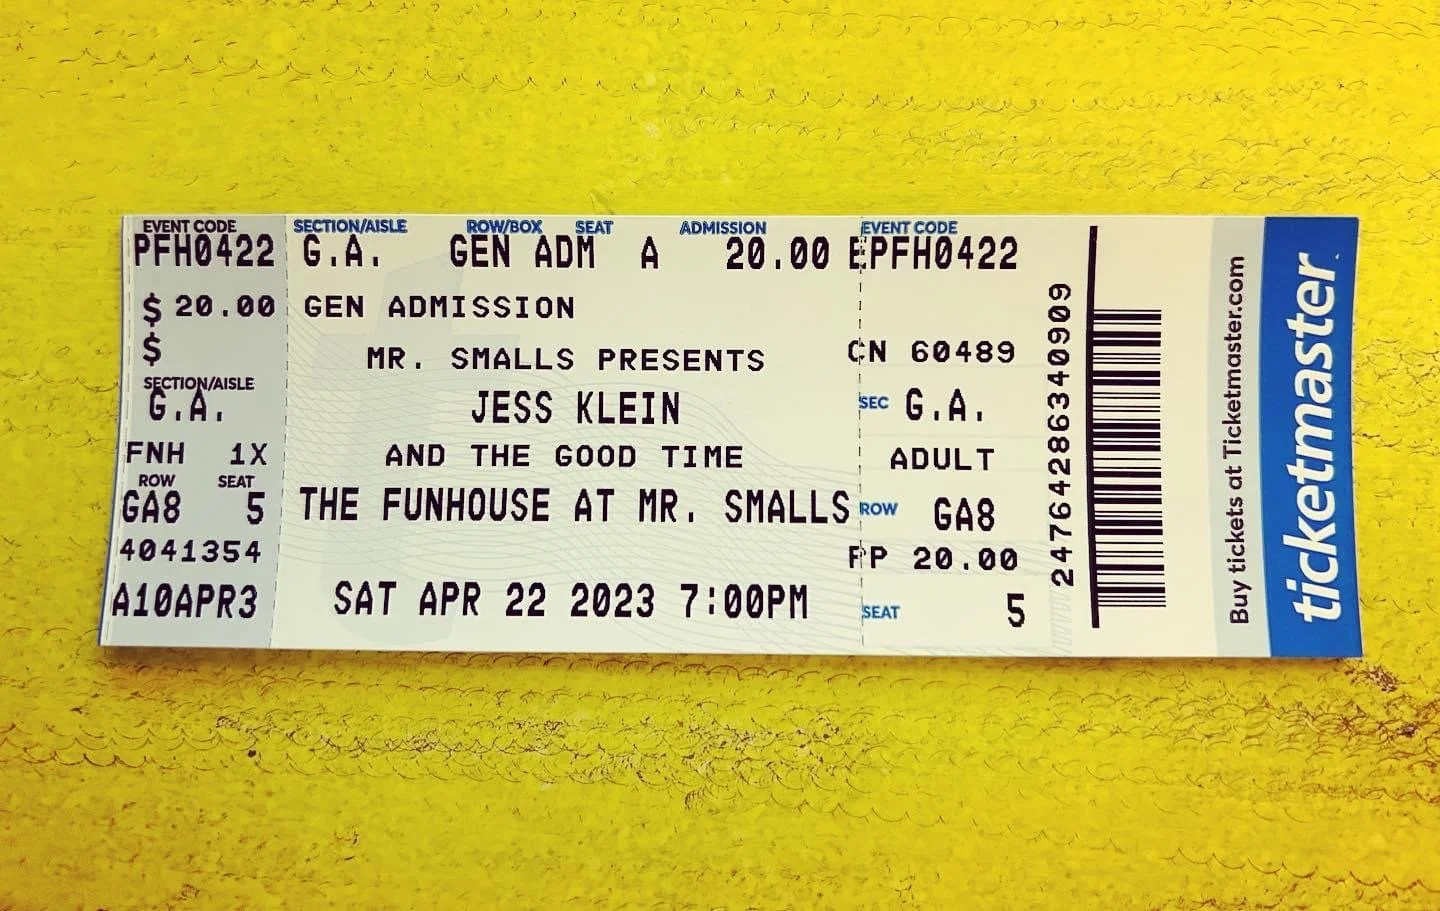 EVENT CODE
PFH0422
$ 20.00
$
SECTION/AISLE
G.A.
FNH 1X
ROW SEAT
GA8 5
4041354
A10APR3
SECTION/AISLE ROW/BOX SEAT ADMISSION
G.A. GEN ADM A 20.00
GEN ADMISSION
MR. SMALLS PRESENTS
JESS KLEIN
AND THE GOOD TIME
THE FUNHOUSE AT MR. SMALLS
SAT APR 22 2023 7:00PM
EVENT CODE
EPFH0422
CN 60489
SEC G.A.
ADULT
ROW GA8
PP 20.00
SEAT 5
24764286340909
Buy tickets at Ticketmaster.com
ticketmaster